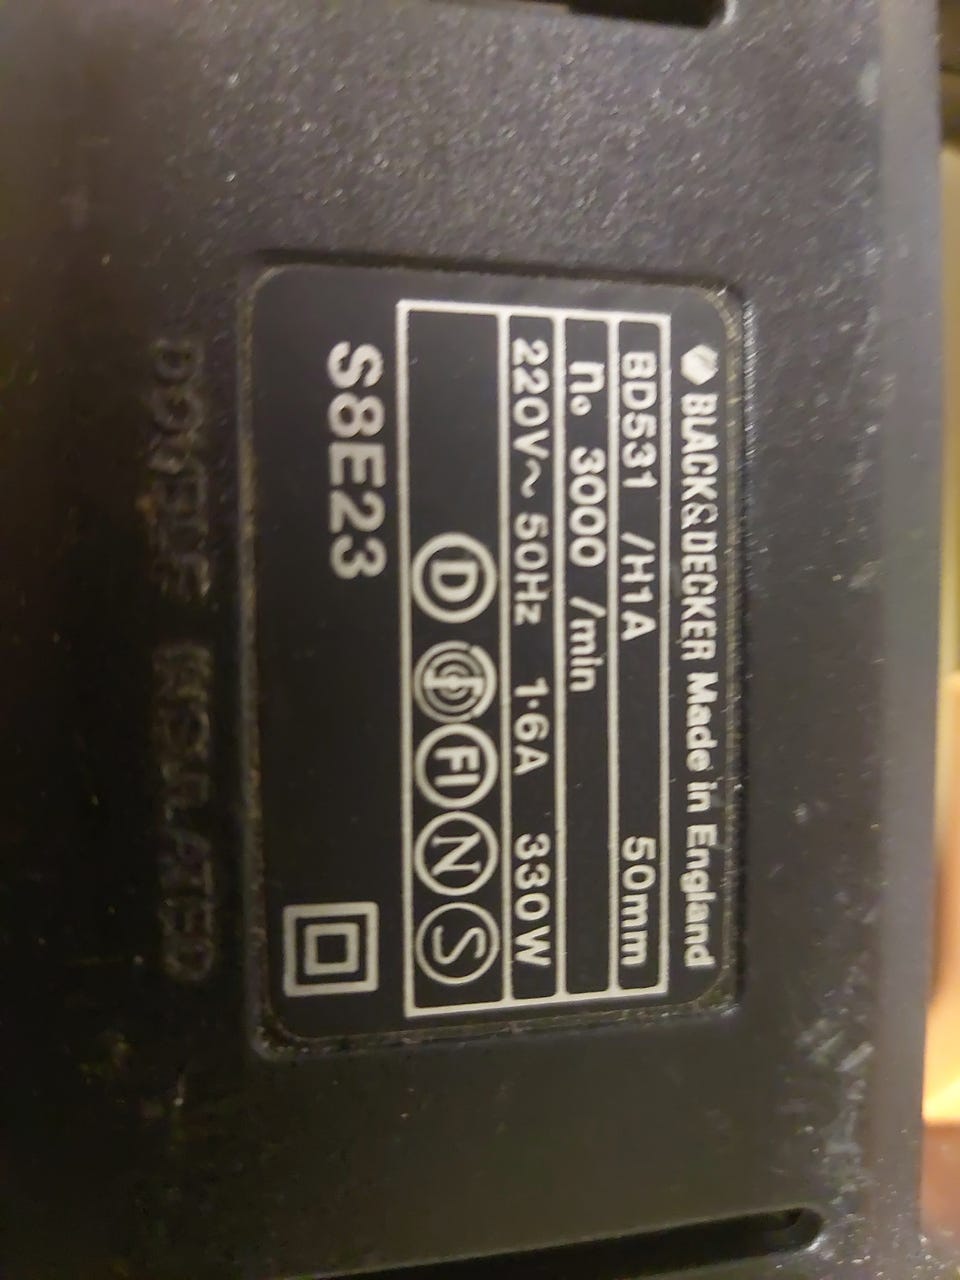 BLACK&DECKER Made in England
BD531 /H1A 50mm
n₀ 3000 /min
220V~ 50Hz 1·6A 330W
D FI N S
S8E23
DOUBLE INSULATED